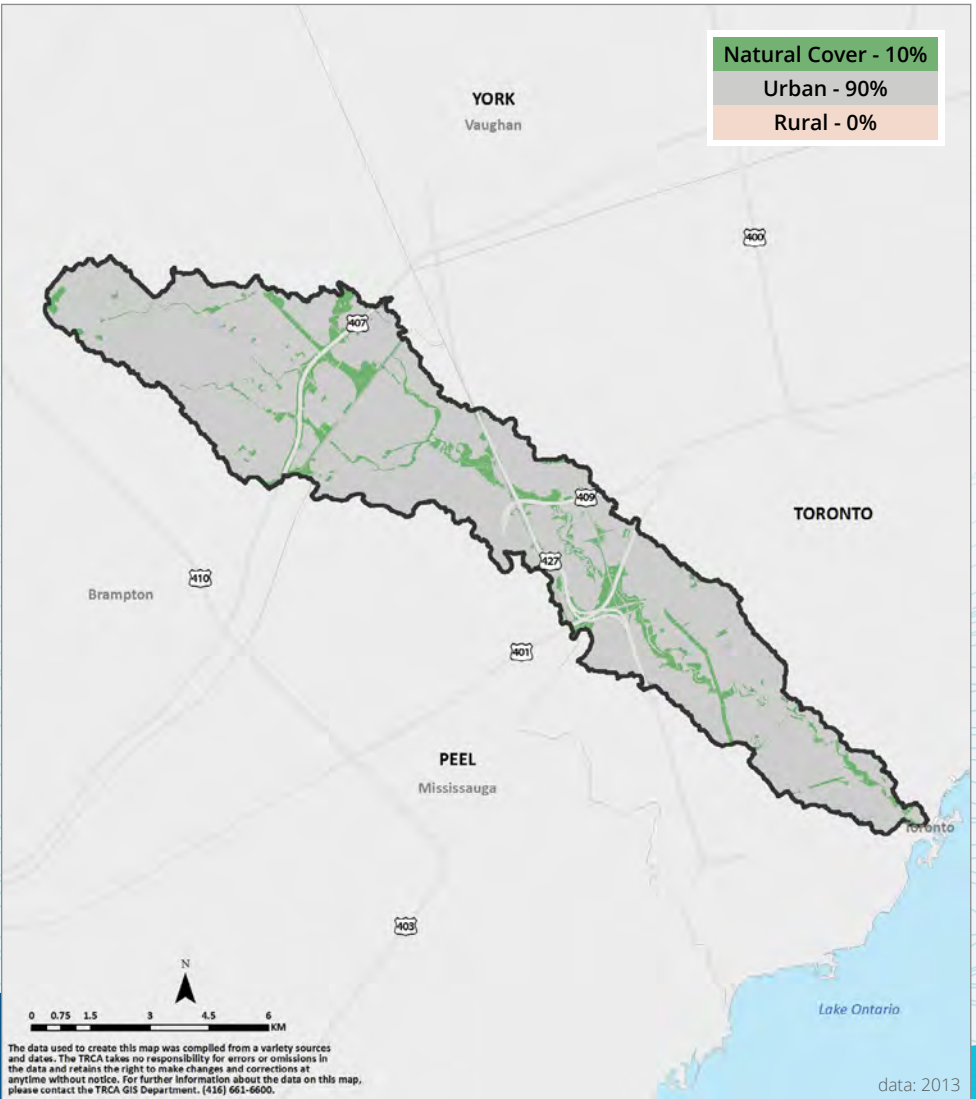 Natural Cover - 10%
Urban - 90%
Rural - 0%
YORK
Vaughan
400
407
409
TORONTO
427
410
Brampton
401
PEEL
Mississauga
Toronto
403
N
0 0.75 1.5 3 4.5 6
KM
Lake Ontario
The data used to create this map was compiled from a variety sources
and dates. The TRCA takes no responsibility for errors or omissions in
the data and retains the right to make changes and corrections at
anytime without notice. For further information about the data on this map,
please contact the TRCA GIS Department. (416) 661-6600.
data: 2013